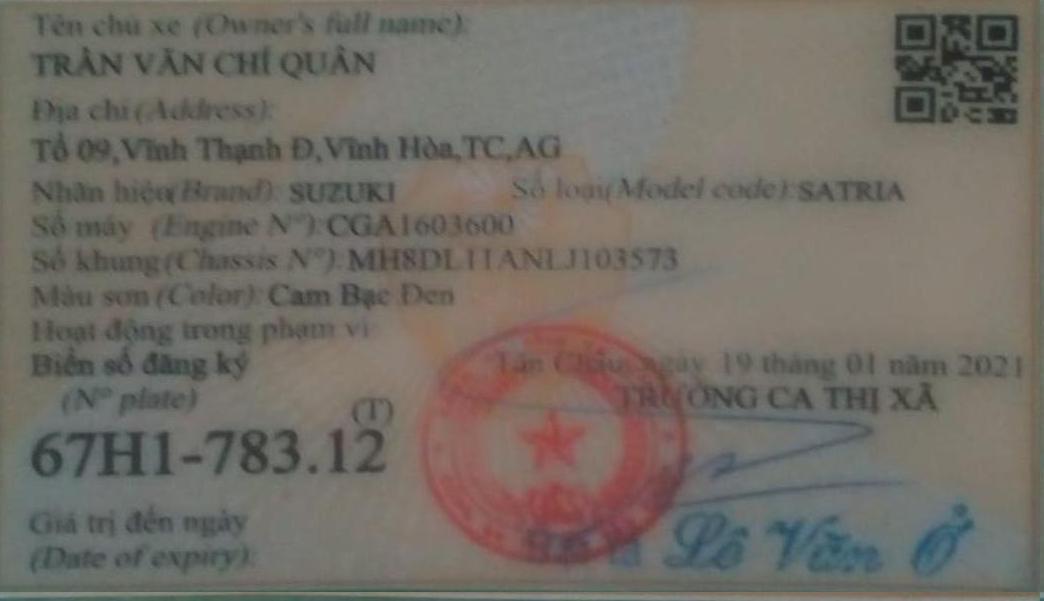 Tên chủ xe (Owner's full name):
TRẦN VĂN CHÍ QUÂN
Địa chỉ (Address):
Tổ 09,Vĩnh Thạnh Đ,Vĩnh Hòa,TC,AG
Nhãn hiệu(Brand): SUZUKI Số loại(Model code):SATRIA
Số máy (Engine N°):CGA1603600
Số khung(Chassis N°):MH8DL11ANLJ103573
Màu sơn (Color): Cam Bạc Đen
Hoạt động trong phạm vi
Biển số đăng ký Tân Châu, ngày 19 tháng 01 năm 2021
(N° plate) TRƯỞNG CA THỊ XÃ
(T)
67H1-783.12
Giá trị đến ngày
(Date of expiry): Lê Văn Ở